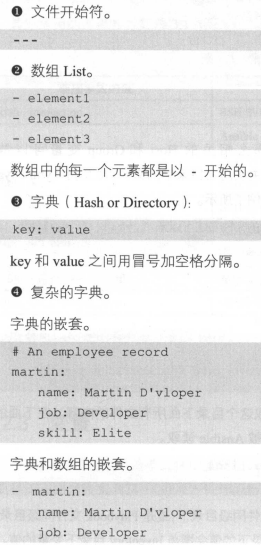 ❶ 文件开始符。
---
❷ 数组 List。
- element1
- element2
- element3
数组中的每一个元素都是以 - 开始的。
❸ 字典（Hash or Directory）：
key: value
key 和 value 之间用冒号加空格分隔。
❹ 复杂的字典。
字典的嵌套。
# An employee record
martin:
name: Martin D'vloper
job: Developer
skill: Elite
字典和数组的嵌套。
- martin:
name: Martin D'vloper
job: Developer